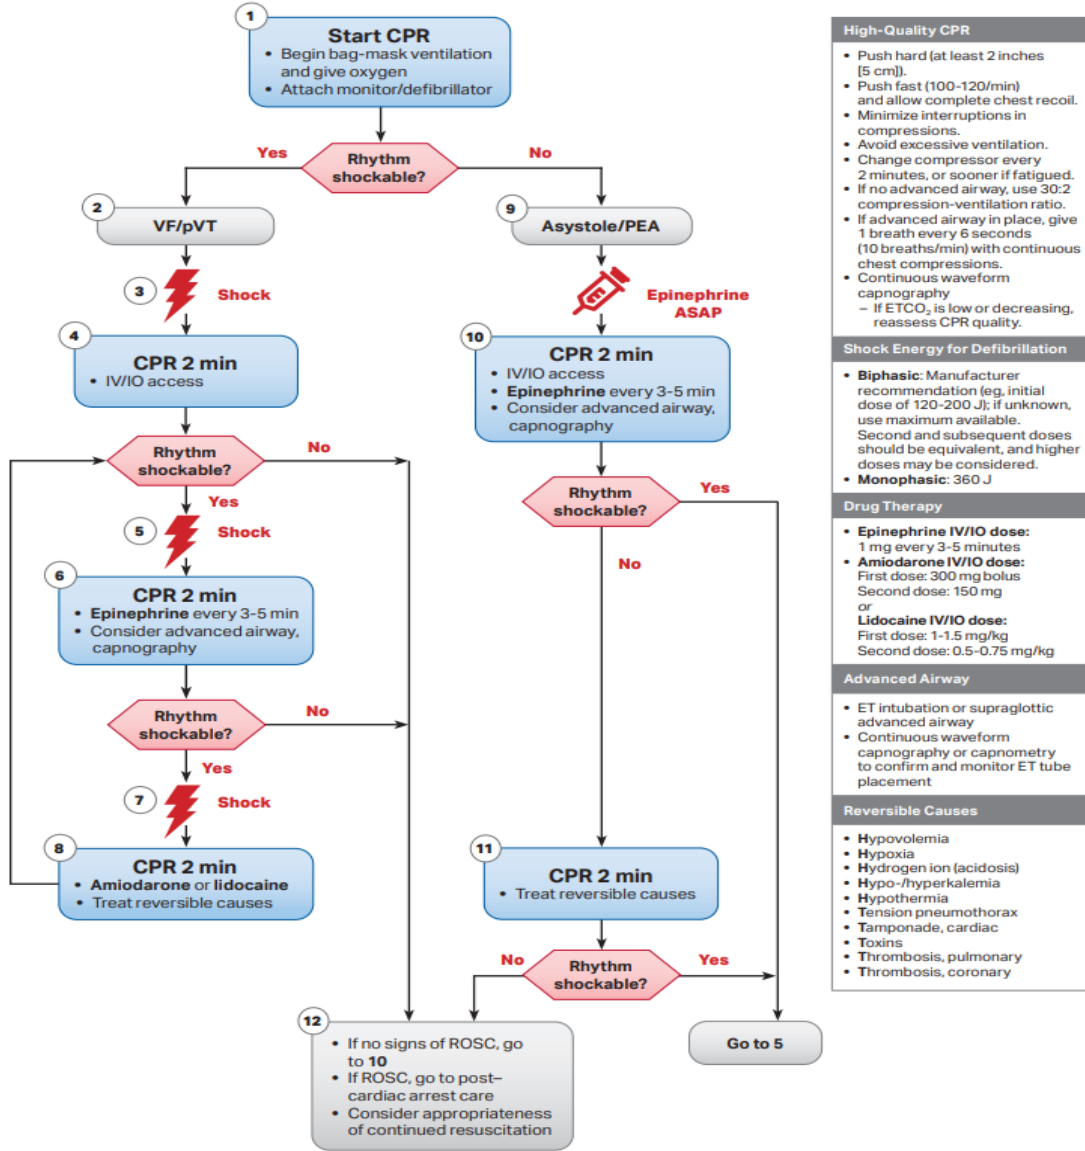 1
Start CPR
• Begin bag-mask ventilation
and give oxygen
• Attach monitor/defibrillator
Rhythm
shockable?
Yes
No
2
VF/pVT
9
Asystole/PEA
3
Shock
Epinephrine
ASAP
4
CPR 2 min
• IV/IO access
10
CPR 2 min
• IV/IO access
• Epinephrine every 3-5 min
• Consider advanced airway,
capnography
Rhythm
shockable?
No
Yes
Rhythm
shockable?
Yes
No
5
Shock
6
CPR 2 min
• Epinephrine every 3-5 min
• Consider advanced airway,
capnography
Rhythm
shockable?
No
Yes
7
Shock
8
CPR 2 min
• Amiodarone or lidocaine
• Treat reversible causes
11
CPR 2 min
• Treat reversible causes
Rhythm
shockable?
No
Yes
12
• If no signs of ROSC, go
to 10
• If ROSC, go to post–
cardiac arrest care
• Consider appropriateness
of continued resuscitation
Go to 5
High-Quality CPR
• Push hard (at least 2 inches
[5 cm]).
• Push fast (100-120/min)
and allow complete chest recoil.
• Minimize interruptions in
compressions.
• Avoid excessive ventilation.
• Change compressor every
2 minutes, or sooner if fatigued.
• If no advanced airway, use 30:2
compression-ventilation ratio.
• If advanced airway in place, give
1 breath every 6 seconds
(10 breaths/min) with continuous
chest compressions.
• Continuous waveform
capnography
– If ETCO₂ is low or decreasing,
reassess CPR quality.
Shock Energy for Defibrillation
• Biphasic: Manufacturer
recommendation (eg, initial
dose of 120-200 J); if unknown,
use maximum available.
Second and subsequent doses
should be equivalent, and higher
doses may be considered.
• Monophasic: 360 J
Drug Therapy
• Epinephrine IV/IO dose:
1 mg every 3-5 minutes
• Amiodarone IV/IO dose:
First dose: 300 mg bolus
Second dose: 150 mg
or
Lidocaine IV/IO dose:
First dose: 1-1.5 mg/kg
Second dose: 0.5-0.75 mg/kg
Advanced Airway
• ET intubation or supraglottic
advanced airway
• Continuous waveform
capnography or capnometry
to confirm and monitor ET tube
placement
Reversible Causes
• Hypovolemia
• Hypoxia
• Hydrogen ion (acidosis)
• Hypo-/hyperkalemia
• Hypothermia
• Tension pneumothorax
• Tamponade, cardiac
• Toxins
• Thrombosis, pulmonary
• Thrombosis, coronary